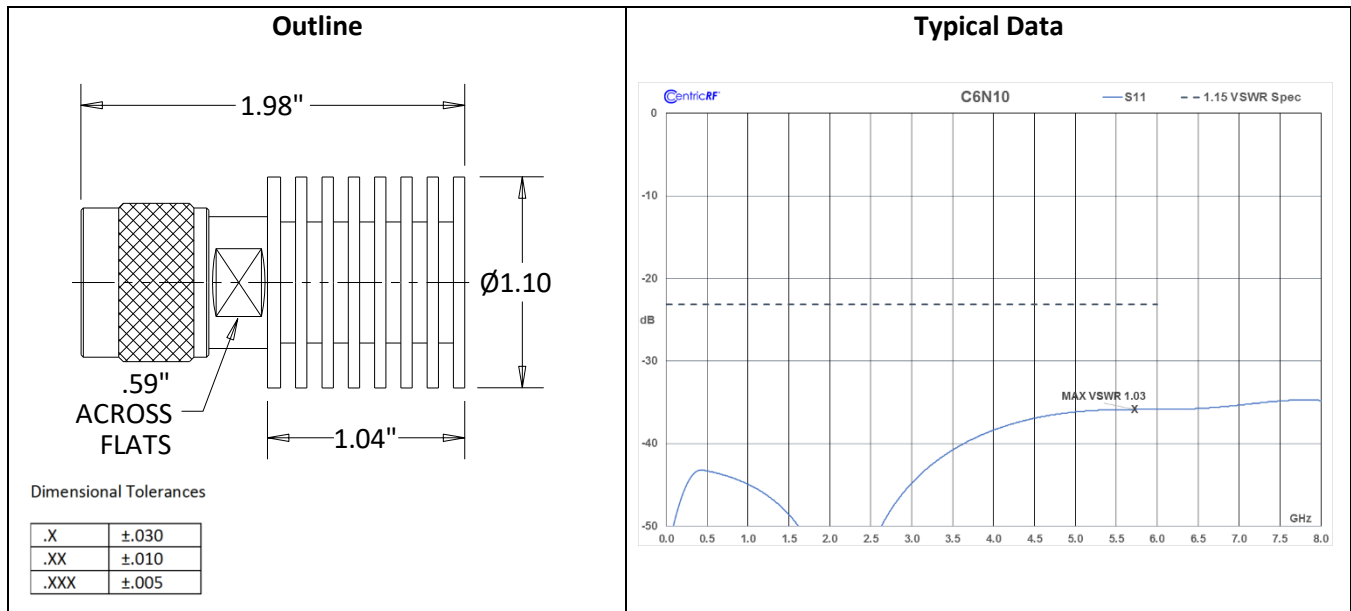 Outline
1.98"
Ø1.10
.59"
ACROSS
FLATS
1.04"
Dimensional Tolerances
.X ±.030
.XX ±.010
.XXX ±.005
Typical Data
CentricRF™
C6N10
S11
1.15 VSWR Spec
0
-10
-20
dB
-30
MAX VSWR 1.03
X
-40
-50
GHz
0.0 0.5 1.0 1.5 2.0 2.5 3.0 3.5 4.0 4.5 5.0 5.5 6.0 6.5 7.0 7.5 8.0